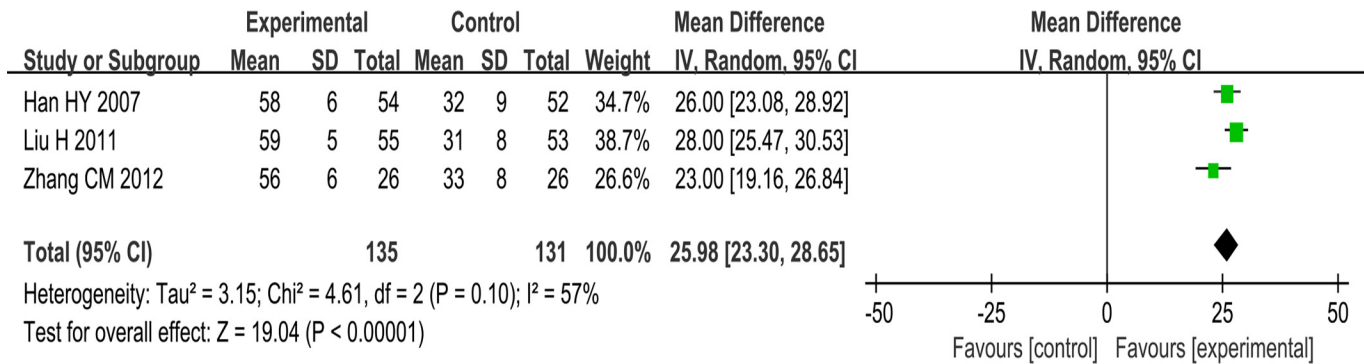 Experimental Control Mean Difference Mean Difference
Study or Subgroup Mean SD Total Mean SD Total Weight IV, Random, 95% CI IV, Random, 95% CI
Han HY 2007 58 6 54 32 9 52 34.7% 26.00 [23.08, 28.92]
Liu H 2011 59 5 55 31 8 53 38.7% 28.00 [25.47, 30.53]
Zhang CM 2012 56 6 26 33 8 26 26.6% 23.00 [19.16, 26.84]
Total (95% CI) 135 131 100.0% 25.98 [23.30, 28.65]
Heterogeneity: Tau² = 3.15; Chi² = 4.61, df = 2 (P = 0.10); I² = 57%
Test for overall effect: Z = 19.04 (P < 0.00001)
-50 -25 0 25 50
Favours [control] Favours [experimental]